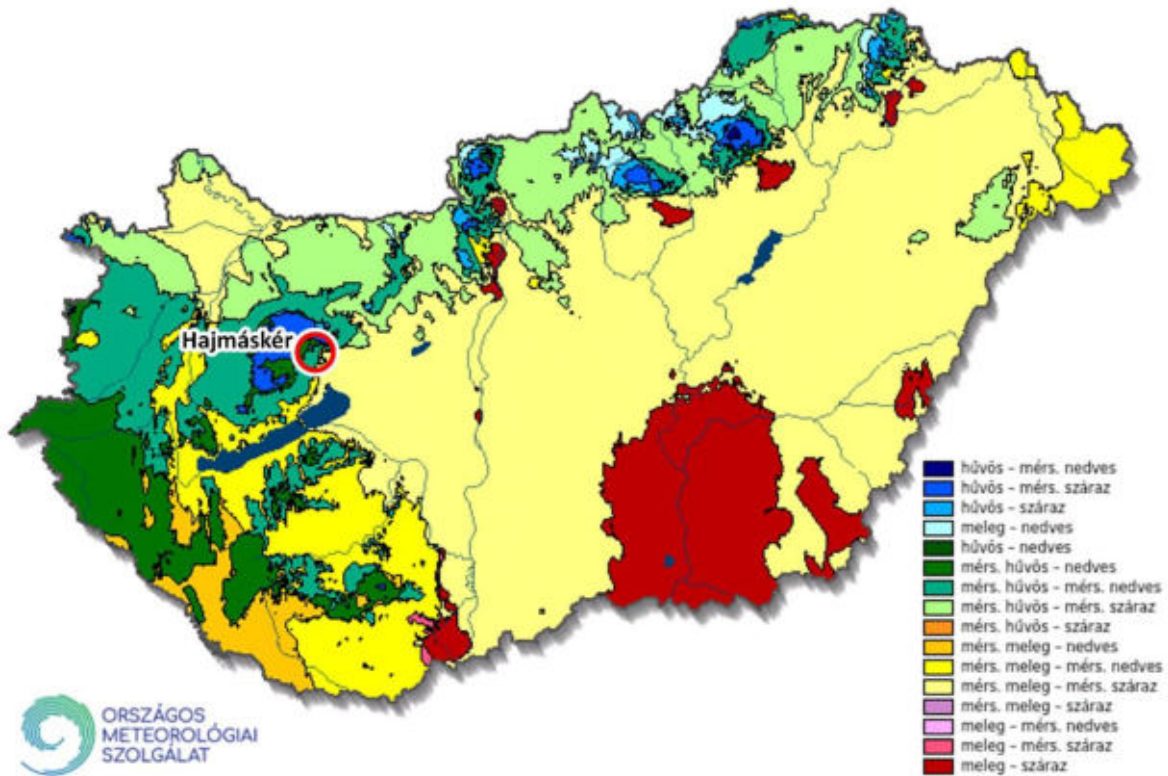 Hajmáskér
hűvös – mérs. nedves
hűvös – mérs. száraz
hűvös – száraz
meleg – nedves
hűvös – nedves
mérs. hűvös – nedves
mérs. hűvös – mérs. nedves
mérs. hűvös – mérs. száraz
mérs. hűvös – száraz
mérs. meleg – nedves
mérs. meleg – mérs. nedves
mérs. meleg – mérs. száraz
mérs. meleg – száraz
meleg – mérs. nedves
meleg – mérs. száraz
meleg – száraz
ORSZÁGOS
METEOROLÓGIAI
SZOLGÁLAT